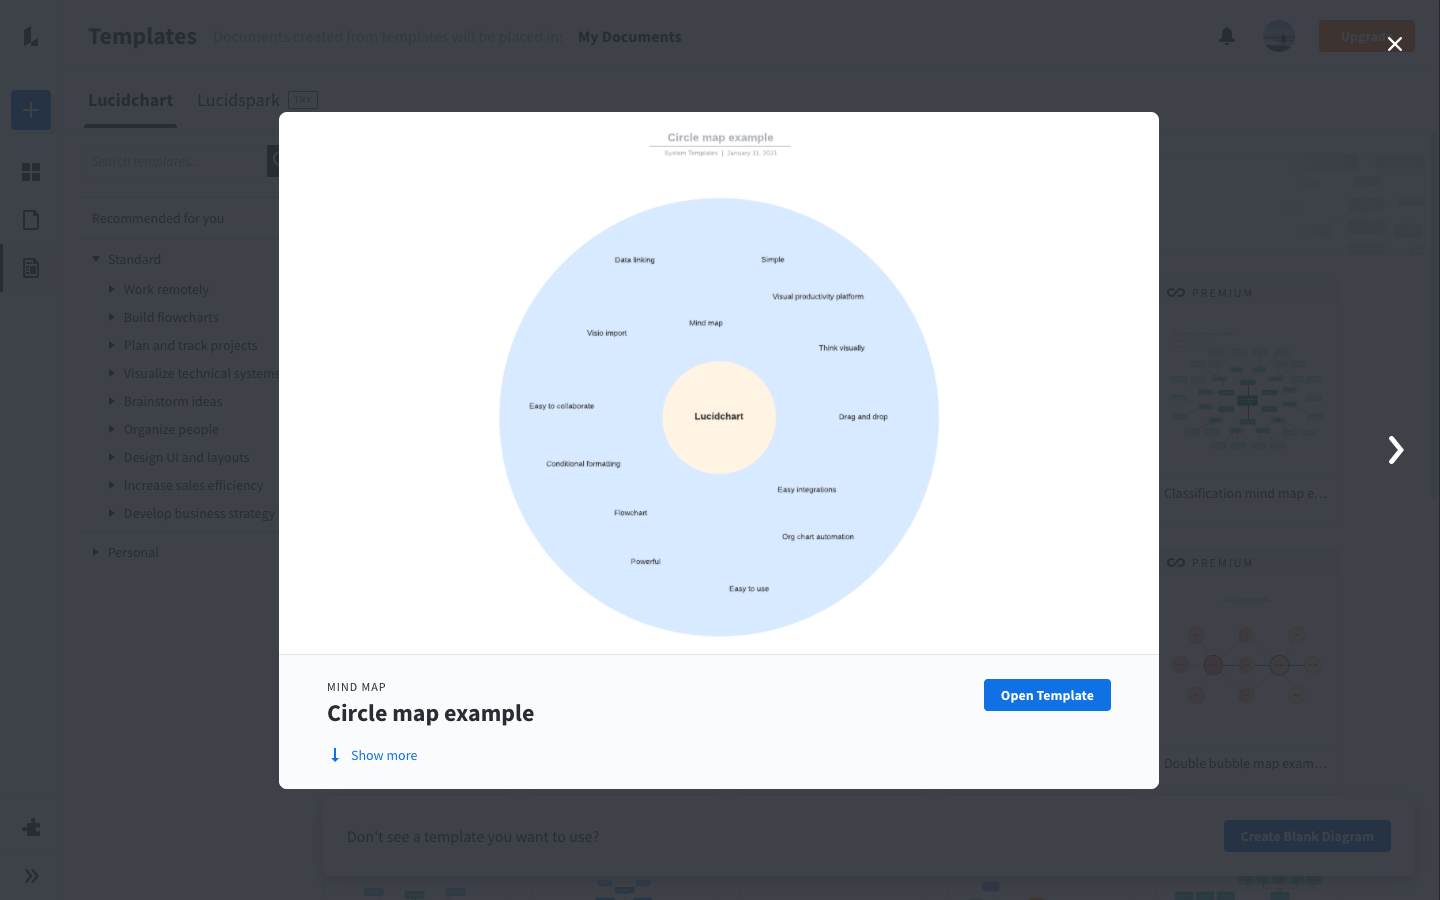 Templates
Documents created from templates will be placed in: My Documents
Lucidchart
Lucidspark
TRY
Search templates...
Recommended for you
Standard
Work remotely
Build flowcharts
Plan and track projects
Visualize technical systems
Brainstorm ideas
Organize people
Design UI and layouts
Increase sales efficiency
Develop business strategy
Personal
Circle map example
System Templates | January 31, 2021
Data linking
Simple
Visual productivity platform
Mind map
Visio import
Think visually
Easy to collaborate
Lucidchart
Drag and drop
Conditional formatting
Easy integrations
Flowchart
Org chart automation
Powerful
Easy to use
MIND MAP
Circle map example
Open Template
Show more
PREMIUM
Classification mind map e...
PREMIUM
Double bubble map exam...
Don't see a template you want to use?
Create Blank Diagram